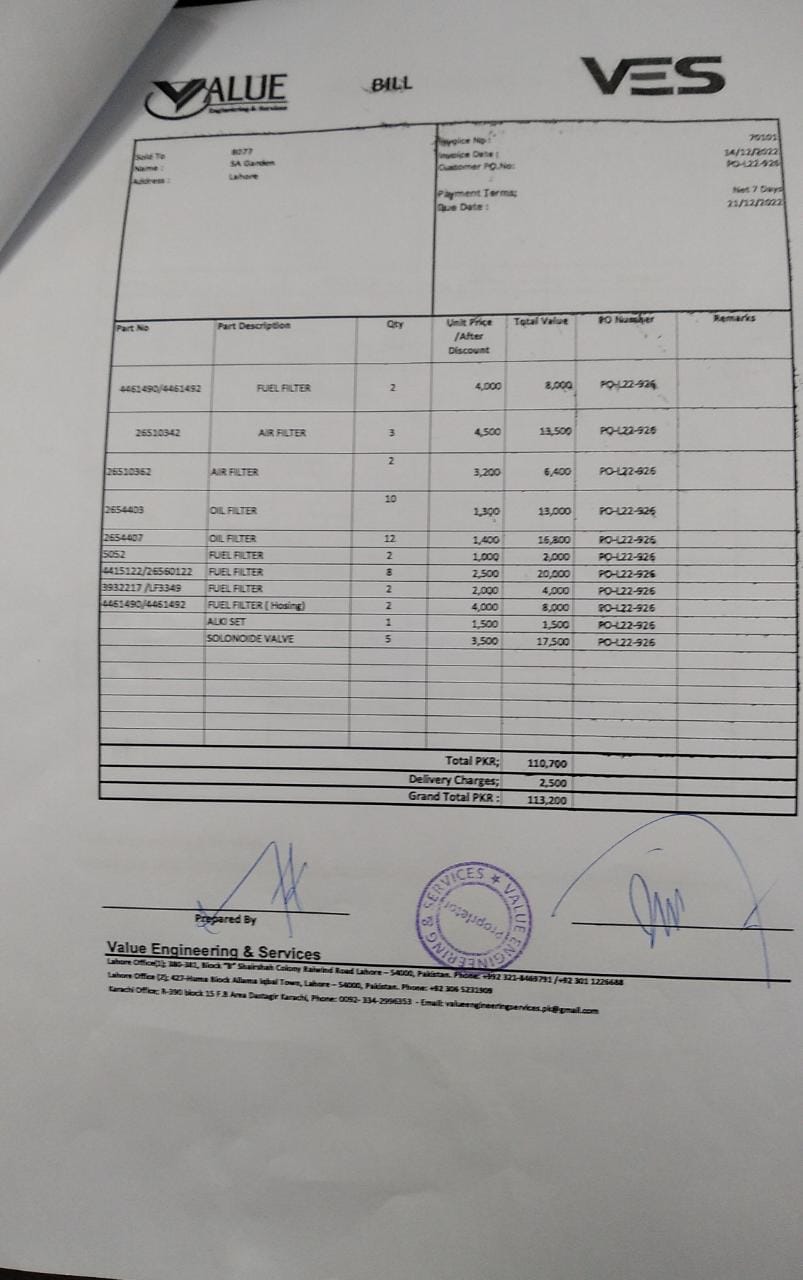 VALUE
Engineering & Services
BILL
VES
Sold To 8077
Name : SA Garden
Address : Lahore
Invoice No : 70101
Invoice Date : 14/12/2022
Customer PO.No: PO-L22-926
Payment Terms; Net 7 Days
Due Date : 21/12/2022
Part No Part Description Qty Unit Price /After Discount Total Value PO Number Remarks
4461490/4461492 FUEL FILTER 2 4,000 8,000 PO-L22-926
26510342 AIR FILTER 3 4,500 13,500 PO-L22-926
26510362 AIR FILTER 2 3,200 6,400 PO-L22-926
2654403 OIL FILTER 10 1,300 13,000 PO-L22-926
2654407 OIL FILTER 12 1,400 16,800 PO-L22-926
5052 FUEL FILTER 2 1,000 2,000 PO-L22-926
4415122/26560122 FUEL FILTER 8 2,500 20,000 PO-L22-926
3932217 /LF3349 FUEL FILTER 2 2,000 4,000 PO-L22-926
4461490/4461492 FUEL FILTER ( Hosing) 2 4,000 8,000 PO-L22-926
ALKI SET 1 1,500 1,500 PO-L22-926
SOLONOIDE VALVE 5 3,500 17,500 PO-L22-926
Total PKR; 110,700
Delivery Charges; 2,500
Grand Total PKR : 113,200
Prepared By
VALUE ENGINEERING & SERVICES ★
Proprietor
Value Engineering & Services
Lahore Office(1); 380-381, Block "B" Shairshah Colony Raiwind Road Lahore – 54000, Pakistan. Phone: +992 321-8469791 /+92 301 1226688
Lahore Office (2); 427-Huma Block Allama Iqbal Town, Lahore – 54000, Pakistan. Phone: +92 306 5231909
Karachi Office; R-390 block 15 F.B Area Dastagir Karachi, Phone: 0092- 334-2996353 - Email: valueengineeringservices.pk@gmail.com